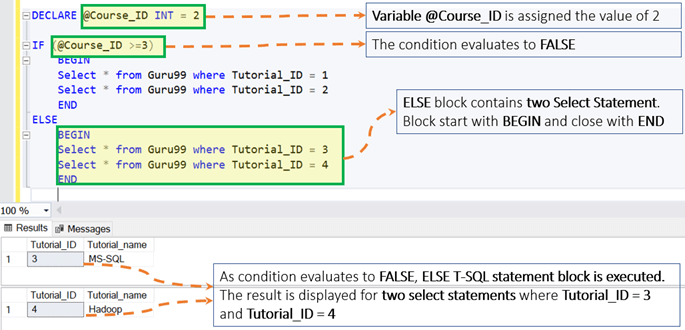 DECLARE @Course_ID INT = 2
Variable @Course_ID is assigned the value of 2
IF (@Course_ID >=3)
The condition evaluates to FALSE
BEGIN
Select * from Guru99 where Tutorial_ID = 1
Select * from Guru99 where Tutorial_ID = 2
END
ELSE
ELSE block contains two Select Statement.
Block start with BEGIN and close with END
BEGIN
Select * from Guru99 where Tutorial_ID = 3
Select * from Guru99 where Tutorial_ID = 4
END
100 %
Results Messages
Tutorial_ID Tutorial_name
1 3 MS-SQL
As condition evaluates to FALSE, ELSE T-SQL statement block is executed.
The result is displayed for two select statements where Tutorial_ID = 3
and Tutorial_ID = 4
Tutorial_ID Tutorial_name
1 4 Hadoop